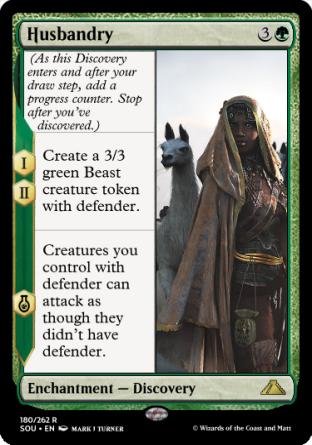 Husbandry 3
(As this Discovery
enters and after your
draw step, add a
progress counter. Stop
after you've
discovered.)
I
II
Create a 3/3
green Beast
creature token
with defender.
Creatures you
control with
defender can
attack as
though they
didn't have
defender.
Enchantment — Discovery
180/262 R
SOU • EN MARK J TURNER
© Wizards of the Coast and Matt